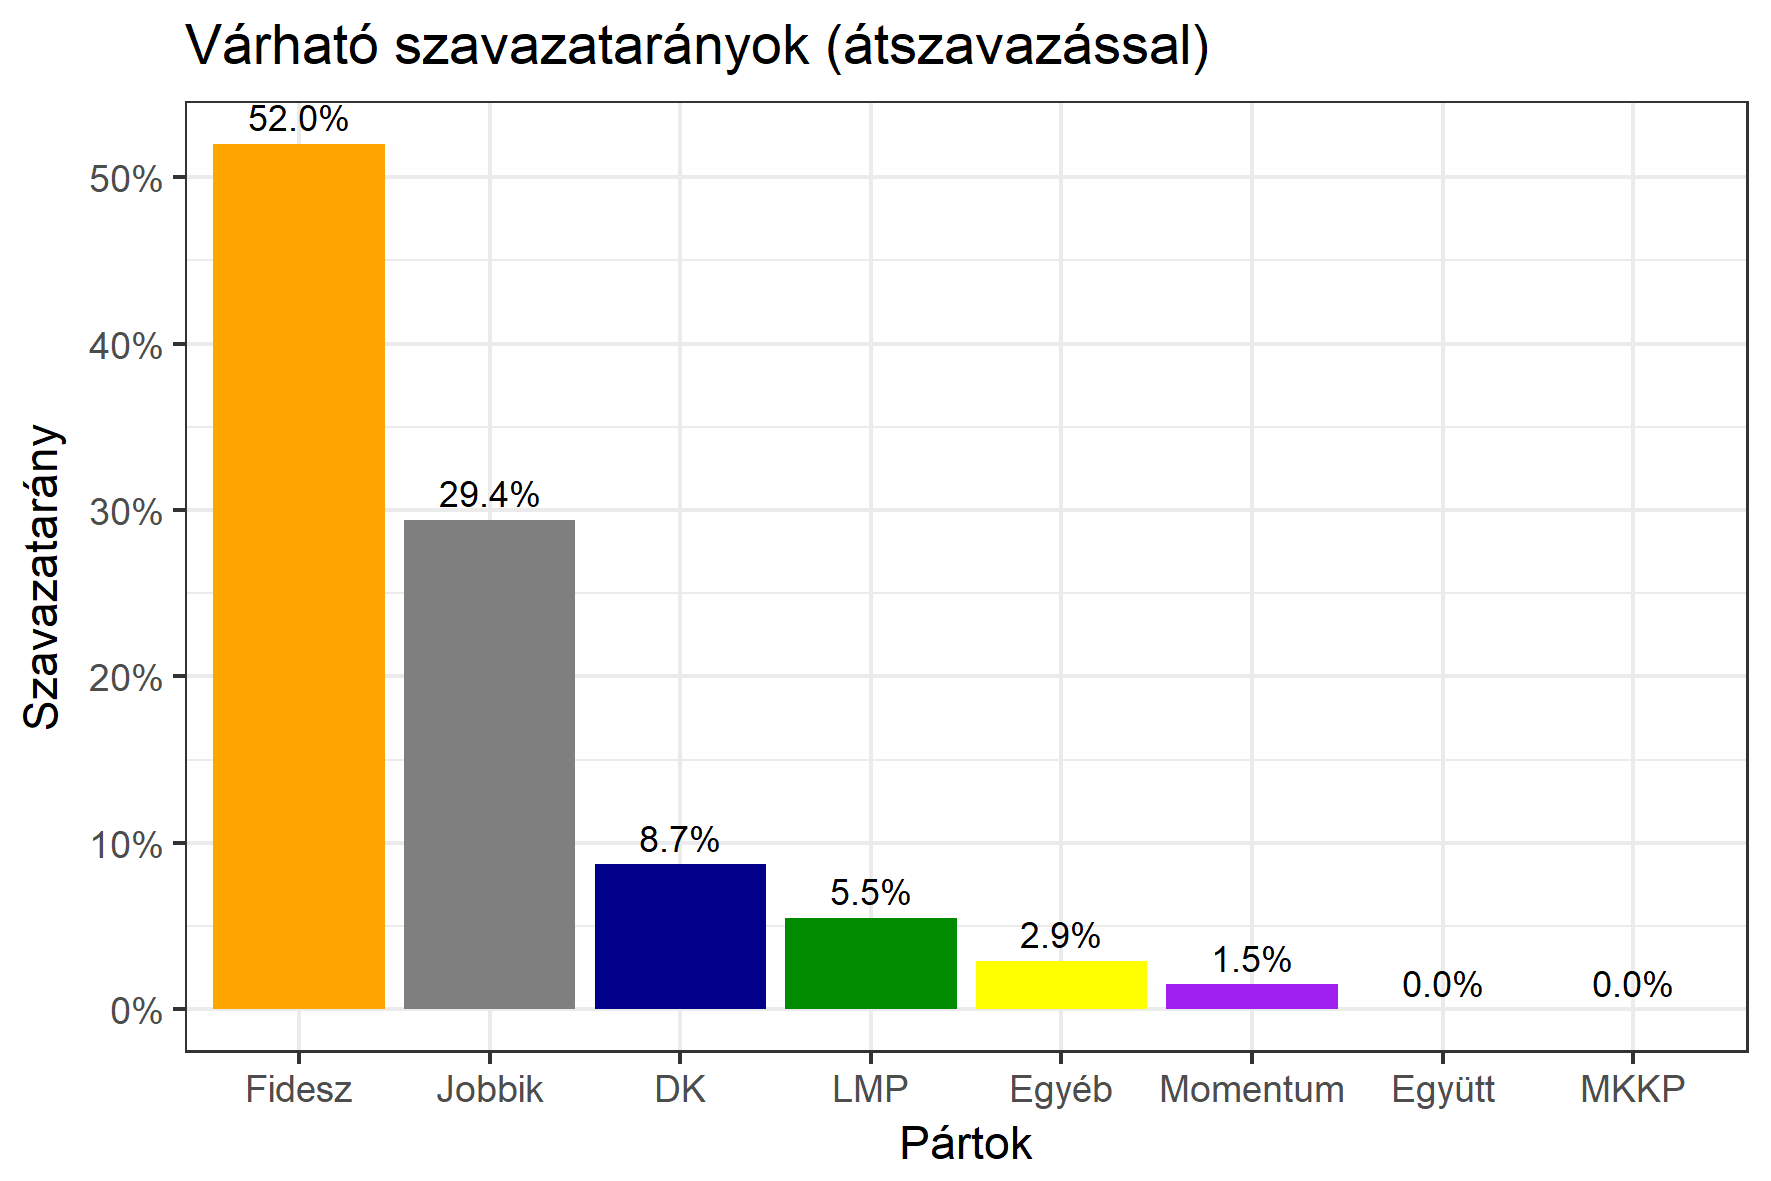 Várható szavazatarányok (átszavazással)
52.0%
29.4%
8.7%
5.5%
2.9%
1.5%
0.0%
0.0%
50%
40%
30%
20%
10%
0%
Szavazatarány
Fidesz
Jobbik
DK
LMP
Egyéb
Momentum
Együtt
MKKP
Pártok